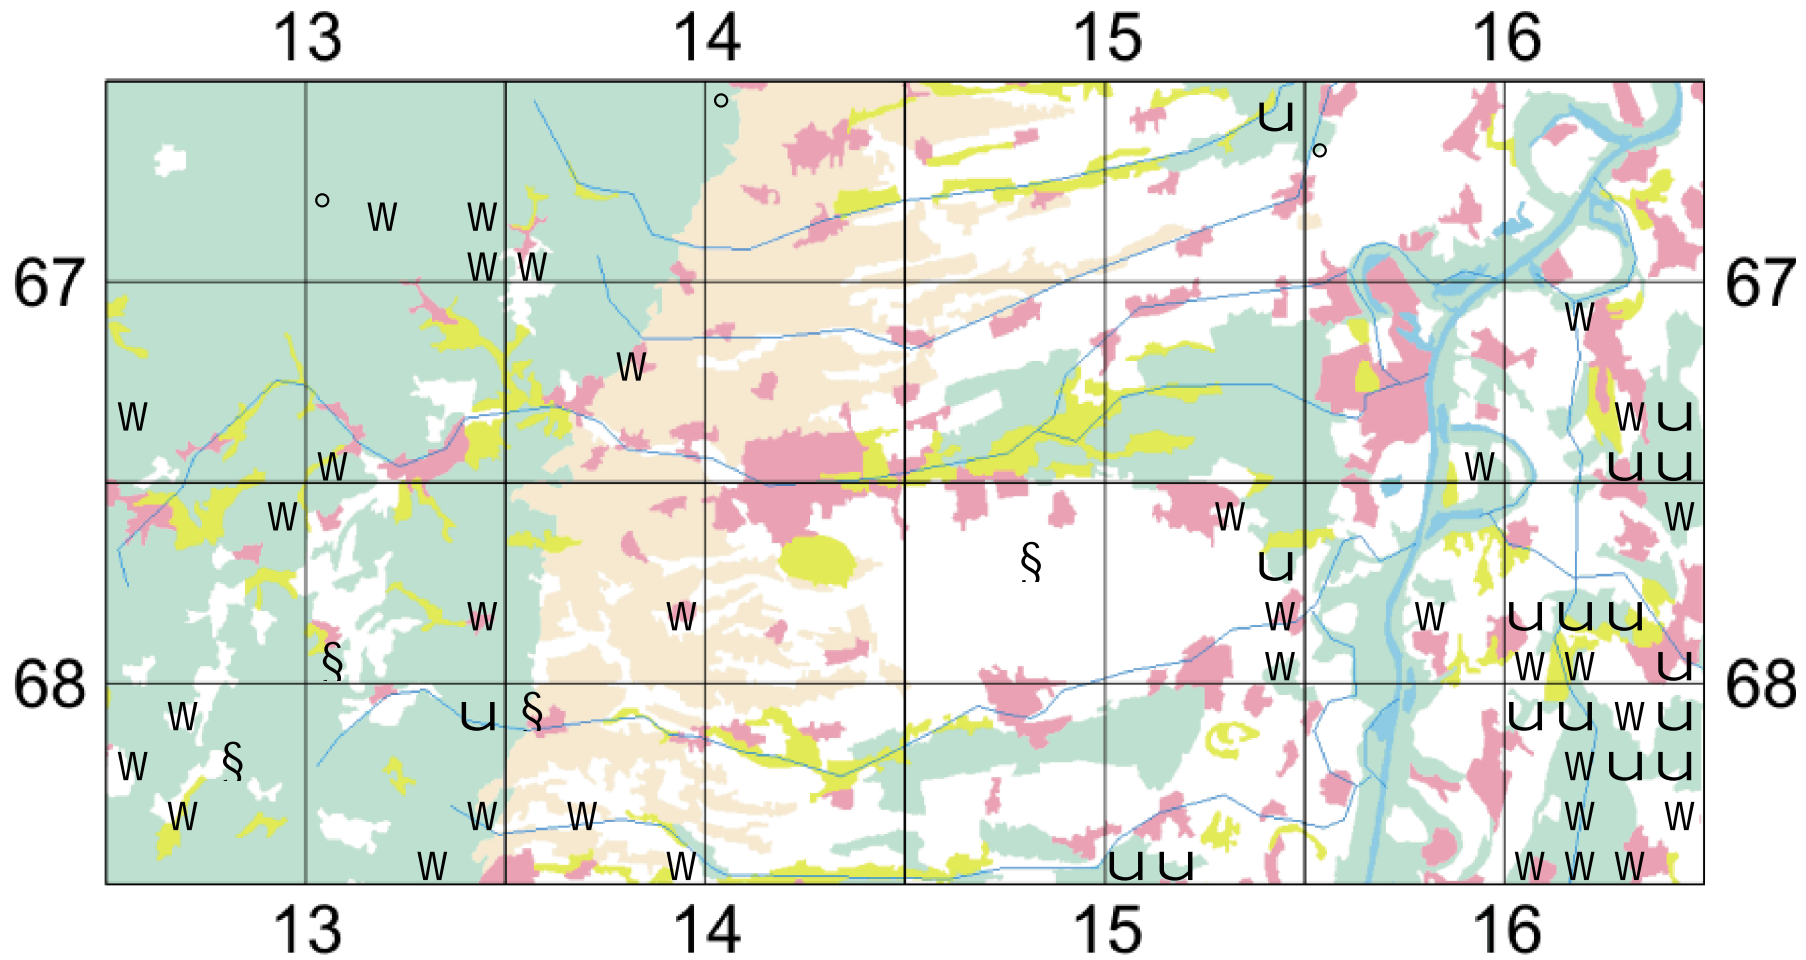 13 14 15 16
u
w w
67 w w 67
w
w
w
w u
w w u u
w w w
§ u
w w w w u u u
§ w w w u
68 68
w u § u u w u
w § w u u
w w w w w
w w u u w w w
13 14 15 16